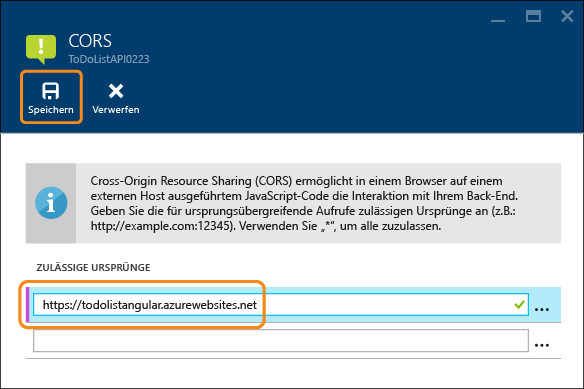 CORS
ToDoListAPI0223
Speichern
Verwerfen
Cross-Origin Resource Sharing (CORS) ermöglicht in einem Browser auf einem
externen Host ausgeführtem JavaScript-Code die Interaktion mit Ihrem Back-End.
Geben Sie die für ursprungsübergreifende Aufrufe zulässigen Ursprünge an (z.B.:
http://example.com:12345). Verwenden Sie „*“, um alle zuzulassen.
ZULÄSSIGE URSPRÜNGE
https://todolistangular.azurewebsites.net